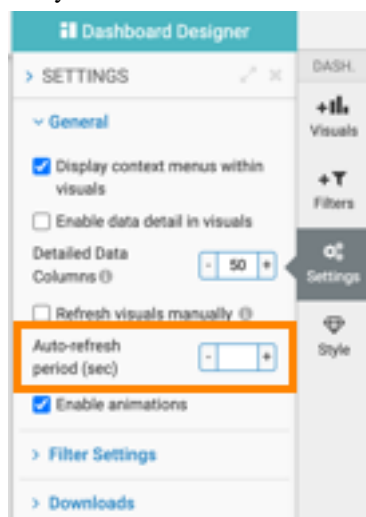 Dashboard Designer
SETTINGS
DASH.
General
Visuals
Display context menus within
visuals
Filters
Enable data detail in visuals
Detailed Data
Columns
- 50 +
Settings
Refresh visuals manually
Auto-refresh
period (sec)
- +
Style
Enable animations
Filter Settings
Downloads